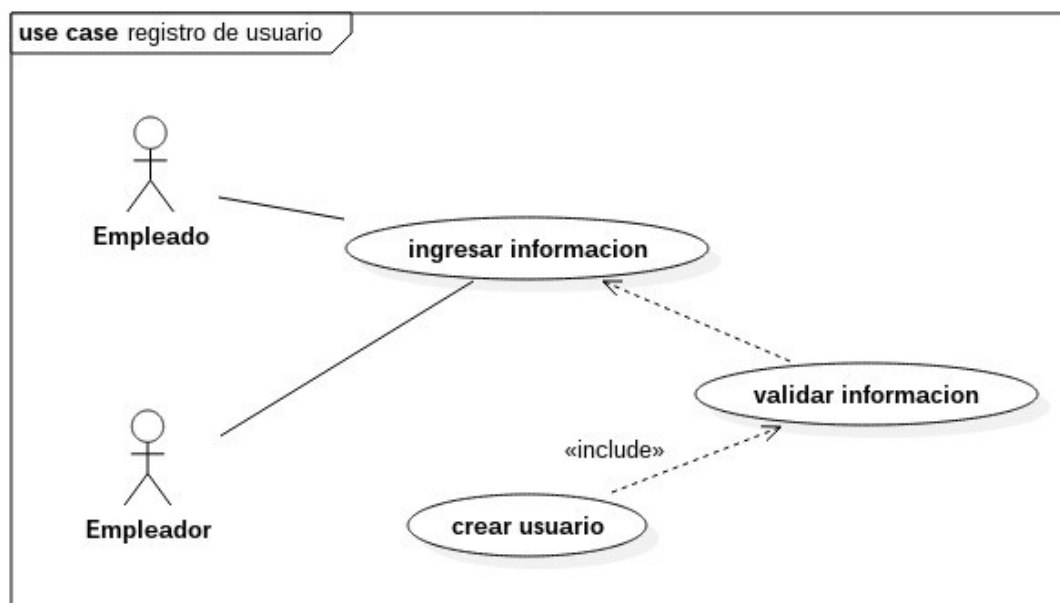 use case registro de usuario
Empleado
ingresar informacion
validar informacion
«include»
Empleador
crear usuario